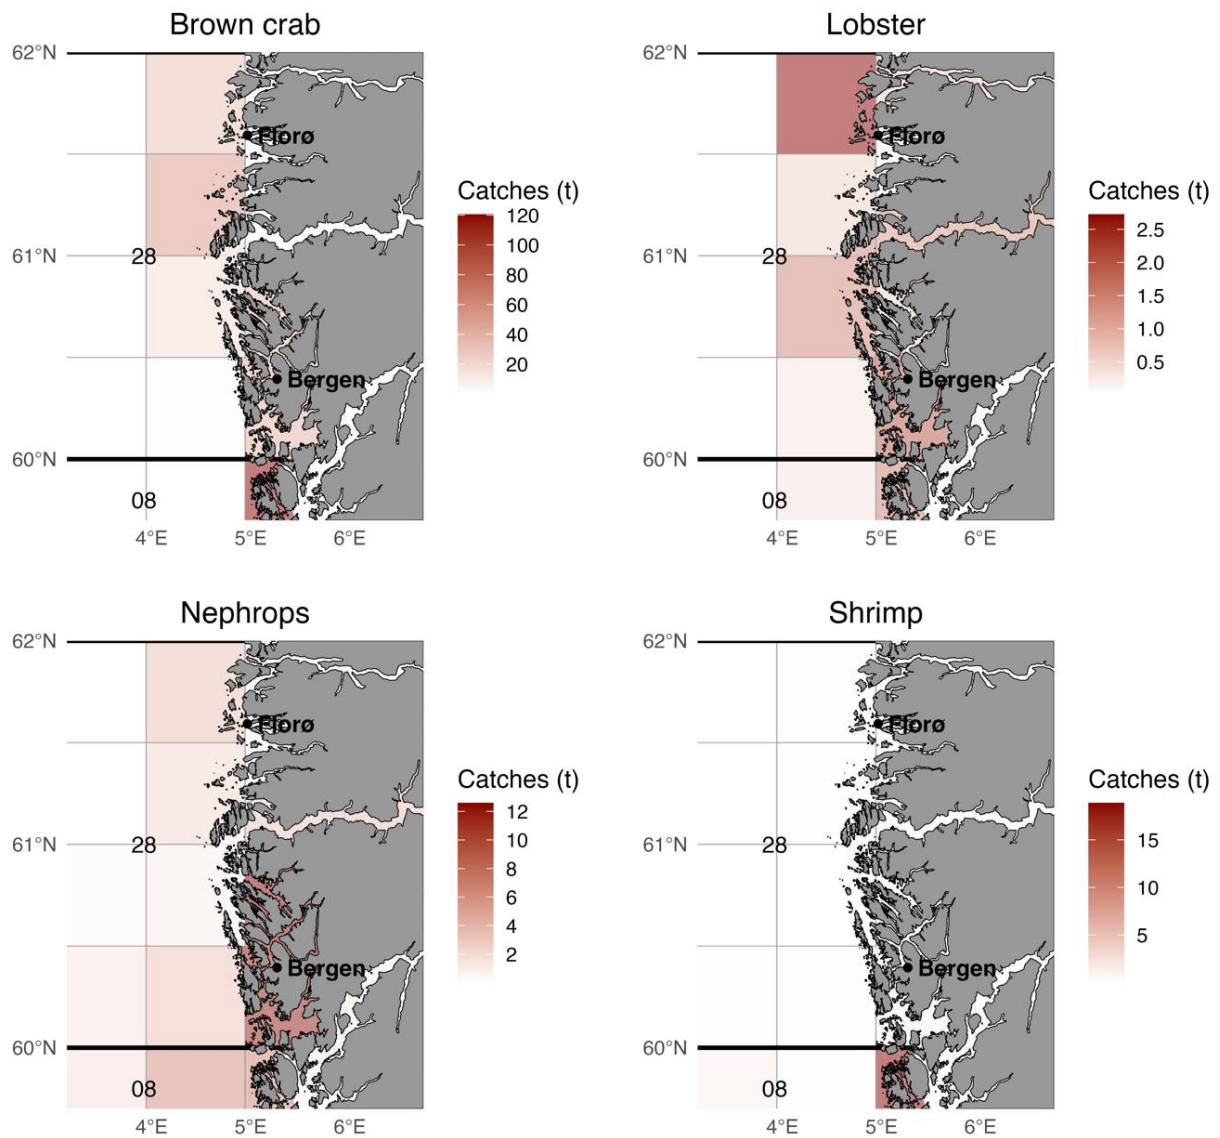 Brown crab
62°N
Florø
61°N
28
Bergen
60°N
08
4°E 5°E 6°E
Catches (t)
120
100
80
60
40
20
Lobster
62°N
Florø
61°N
28
Bergen
60°N
08
4°E 5°E 6°E
Catches (t)
2.5
2.0
1.5
1.0
0.5
Nephrops
62°N
Florø
61°N
28
Bergen
60°N
08
4°E 5°E 6°E
Catches (t)
12
10
8
6
4
2
Shrimp
62°N
Florø
61°N
28
Bergen
60°N
08
4°E 5°E 6°E
Catches (t)
15
10
5